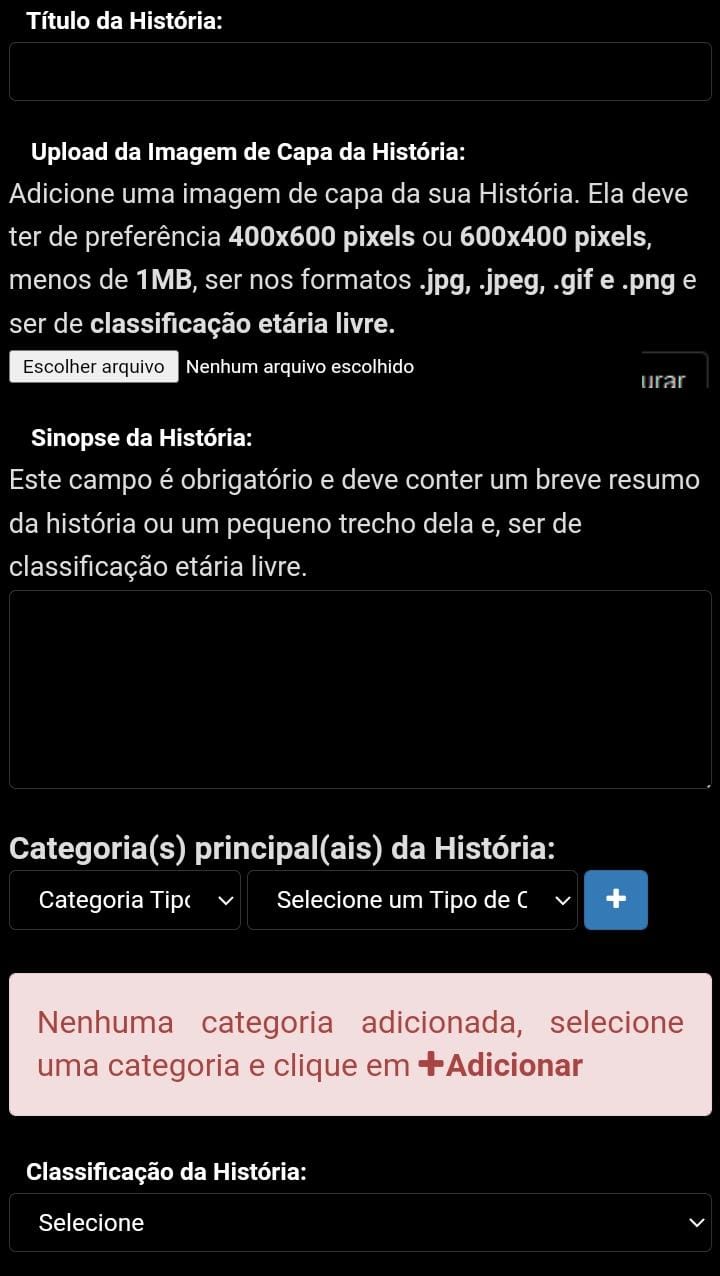 Título da História:
Upload da Imagem de Capa da História:
Adicione uma imagem de capa da sua História. Ela deve
ter de preferência 400x600 pixels ou 600x400 pixels,
menos de 1MB, ser nos formatos .jpg, .jpeg, .gif e .png e
ser de classificação etária livre.
Escolher arquivo Nenhum arquivo escolhido
urar
Sinopse da História:
Este campo é obrigatório e deve conter um breve resumo
da história ou um pequeno trecho dela e, ser de
classificação etária livre.
Categoria(s) principal(ais) da História:
Categoria Tipo Selecione um Tipo de C
Nenhuma categoria adicionada, selecione
uma categoria e clique em +Adicionar
Classificação da História:
Selecione